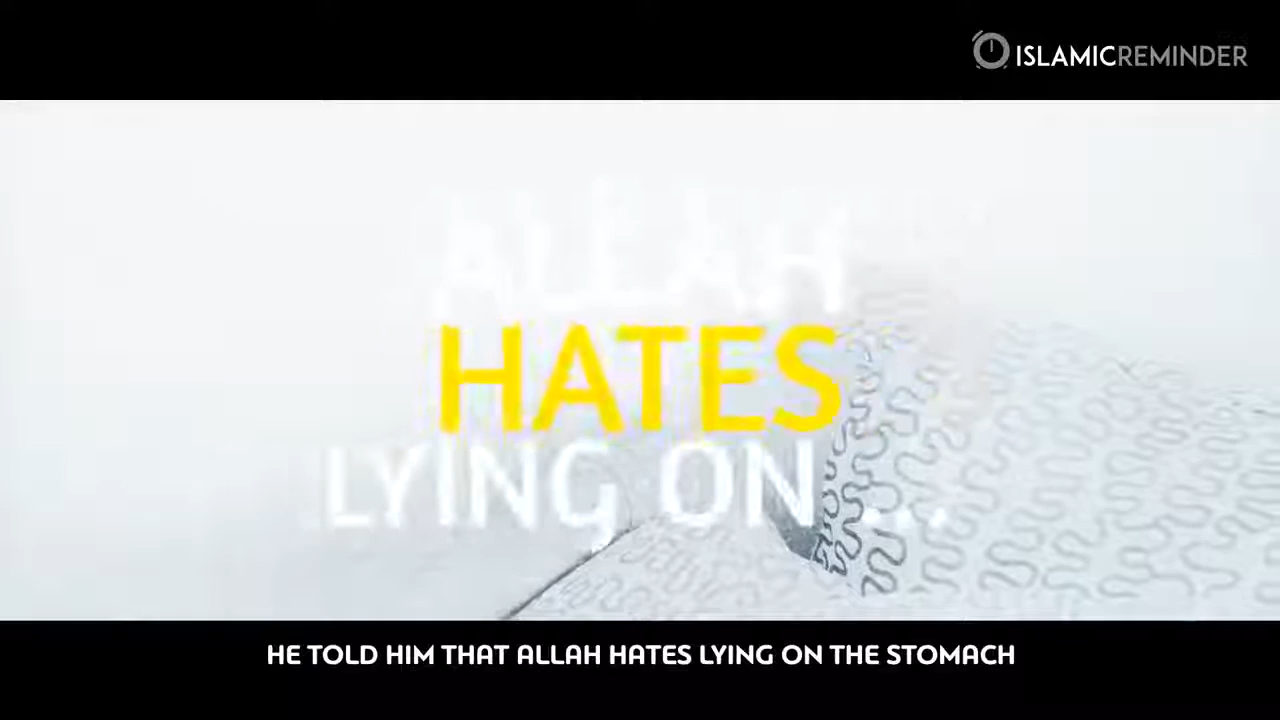 ISLAMICREMINDER
ALLAH
HATES
LYING ON ...
HE TOLD HIM THAT ALLAH HATES LYING ON THE STOMACH